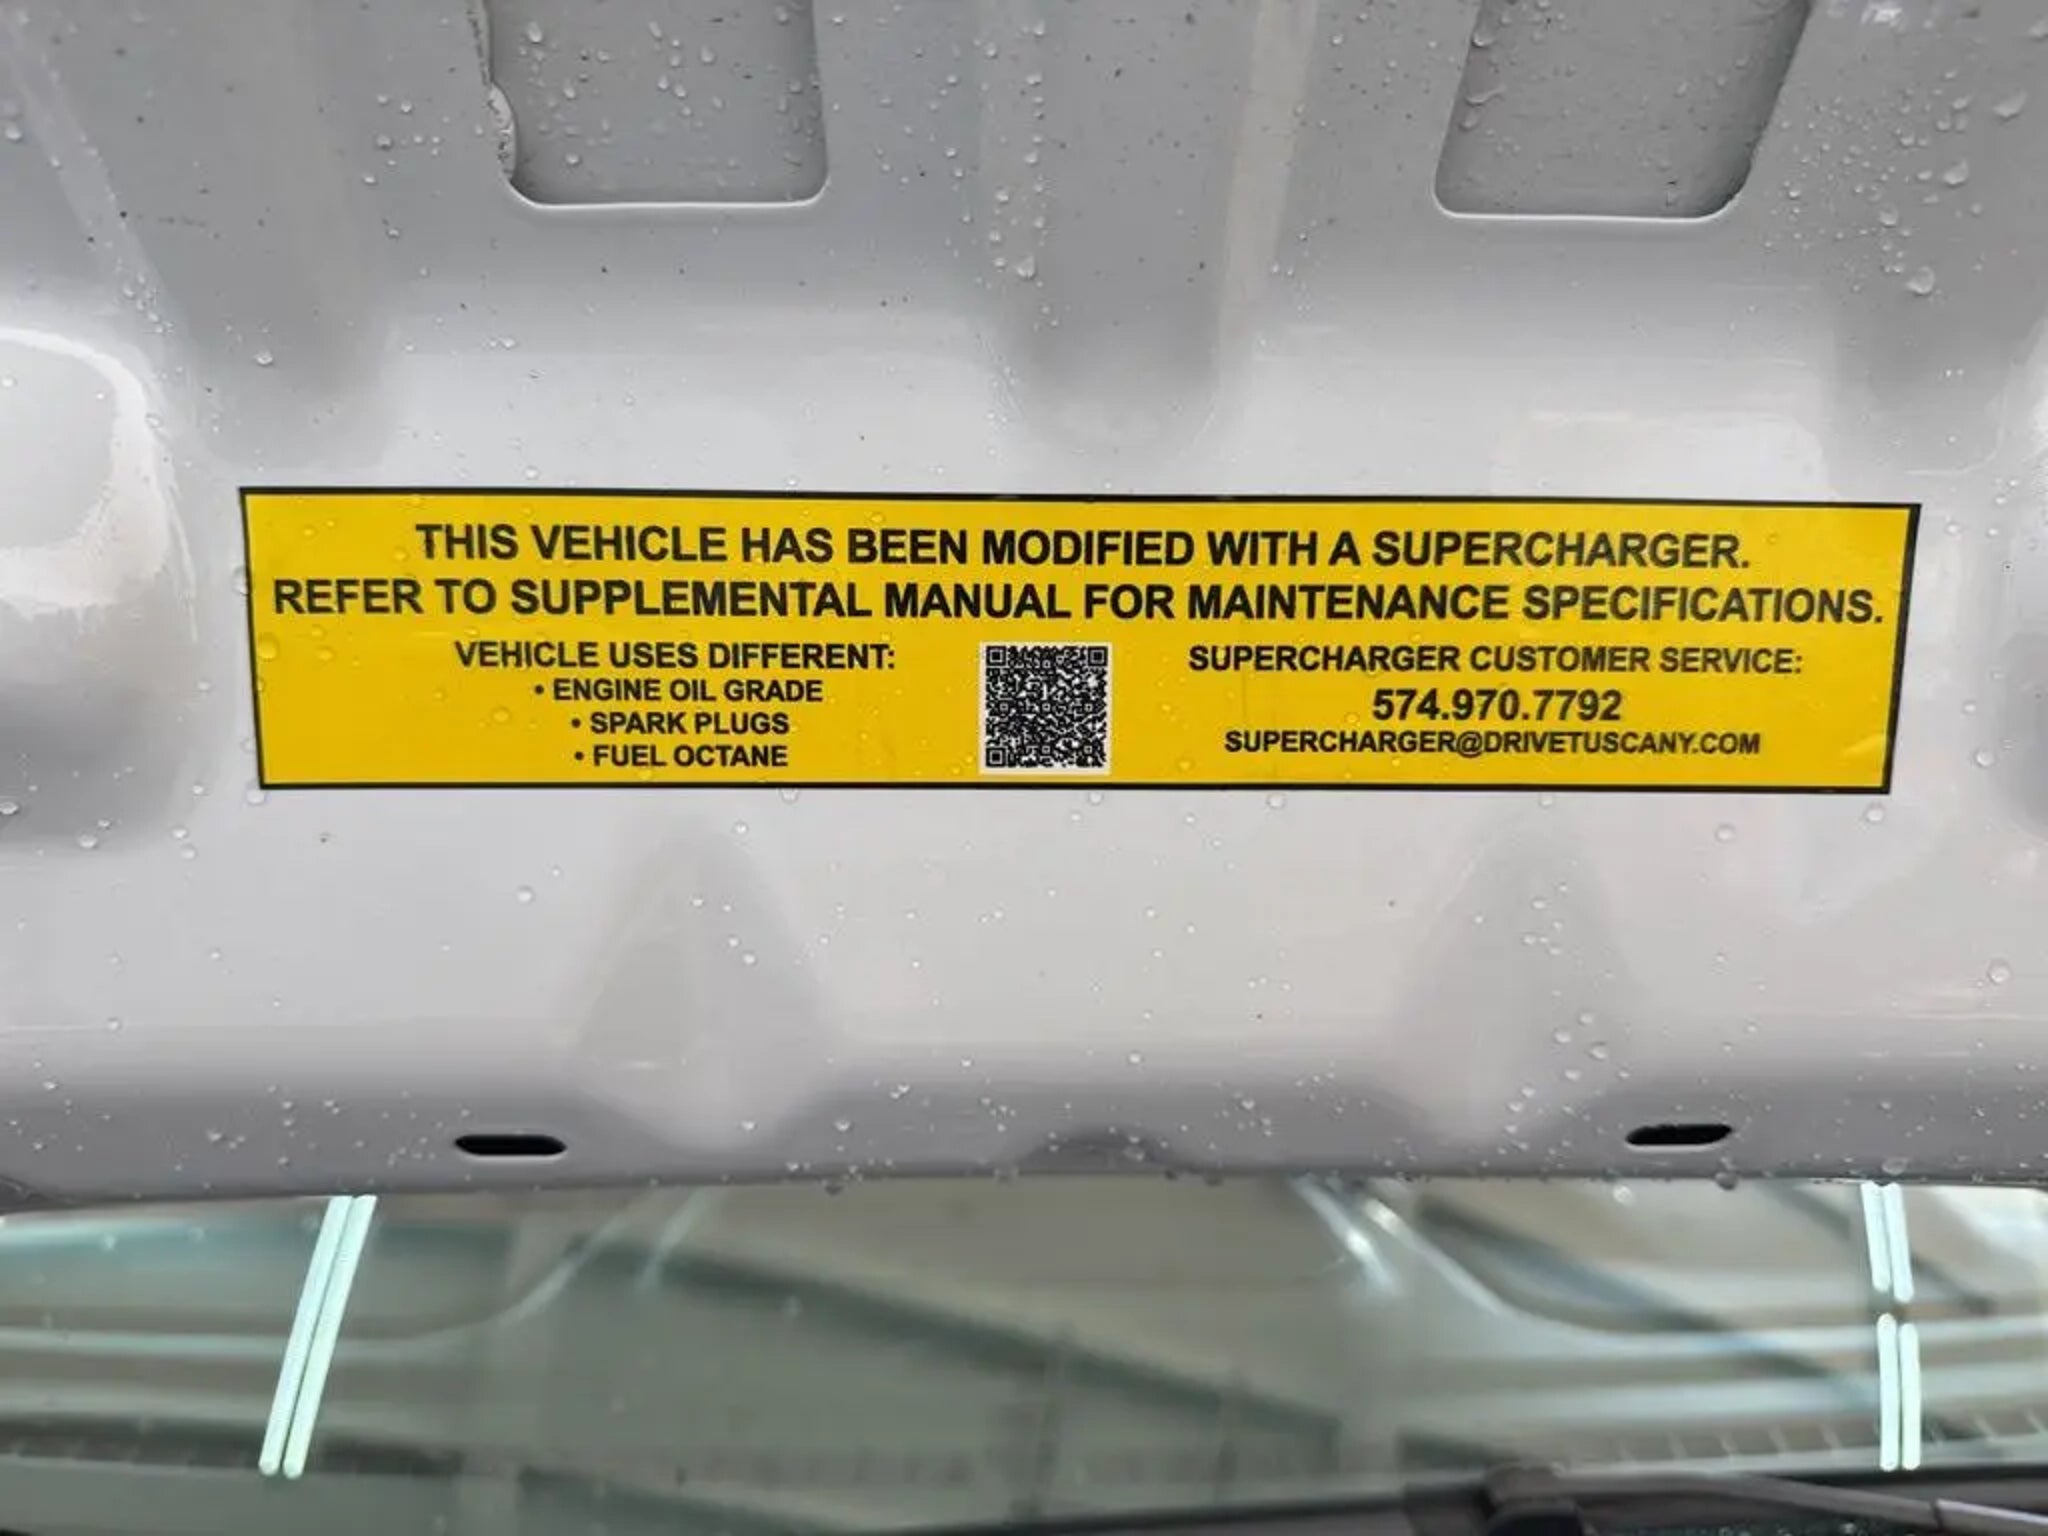 THIS VEHICLE HAS BEEN MODIFIED WITH A SUPERCHARGER.
REFER TO SUPPLEMENTAL MANUAL FOR MAINTENANCE SPECIFICATIONS.
VEHICLE USES DIFFERENT:
• ENGINE OIL GRADE
• SPARK PLUGS
• FUEL OCTANE
SUPERCHARGER CUSTOMER SERVICE:
574.970.7792
SUPERCHARGER@DRIVETUSCANY.COM